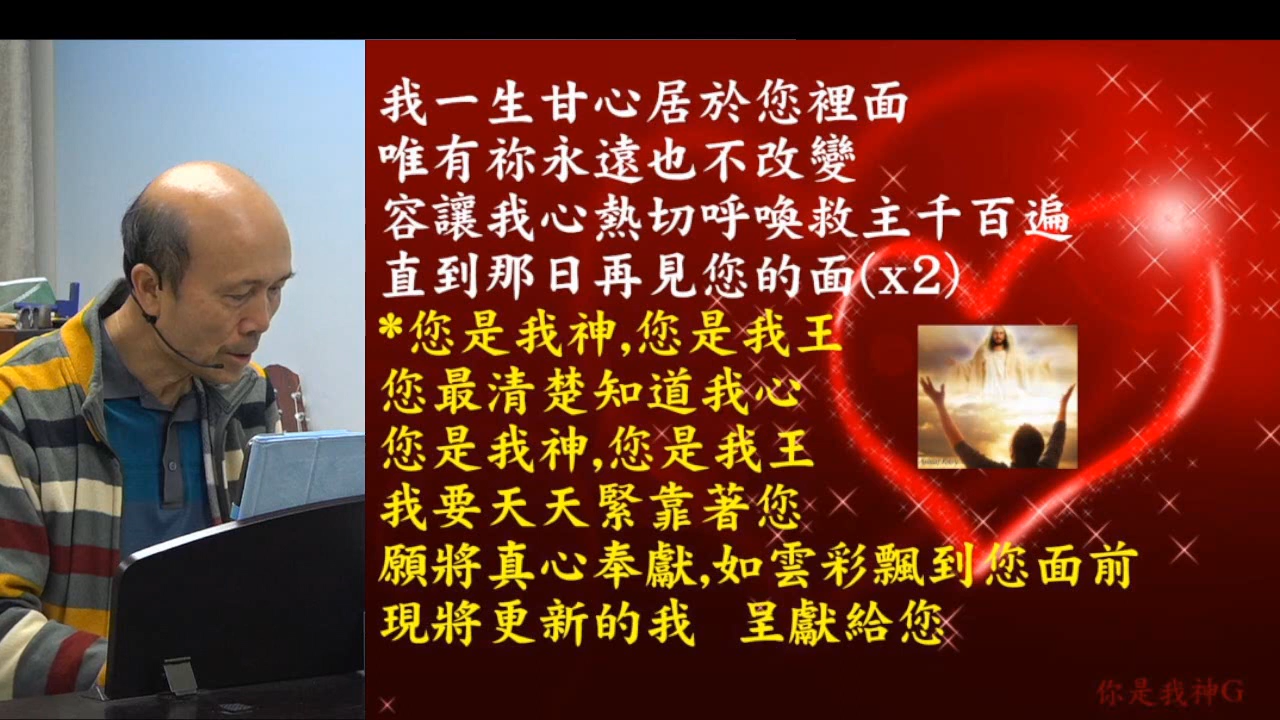 我一生甘心居於您裡面
唯有祢永遠也不改變
容讓我心熱切呼喚救主千百遍
直到那日再見您的面(x2)
*您是我神,您是我王
您最清楚知道我心
您是我神,您是我王
我要天天緊靠著您
願將真心奉獻,如雲彩飄到您面前
現將更新的我 呈獻給您
你是我神G